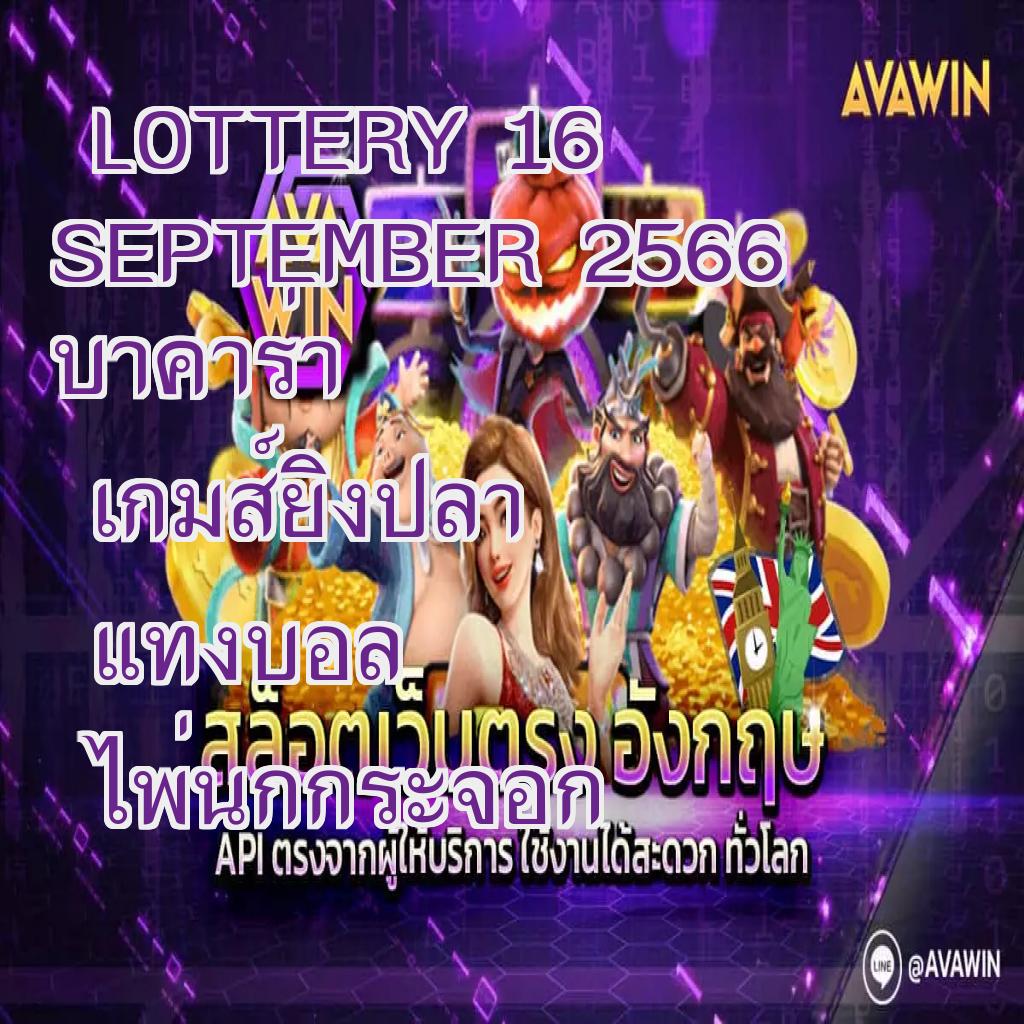 AVAWIN
LOTTERY 16
SEPTEMBER 2566
AVA
WIN
บาคาร่า
เกมส์ยิงปลา
แทงบอล
ไพ่นกกระจอก
สล็อตเว็บตรง อังกฤษ
API ตรงจากผู้ให้บริการ ใช้งานได้สะดวก ทั่วโลก
LINE @AVAWIN